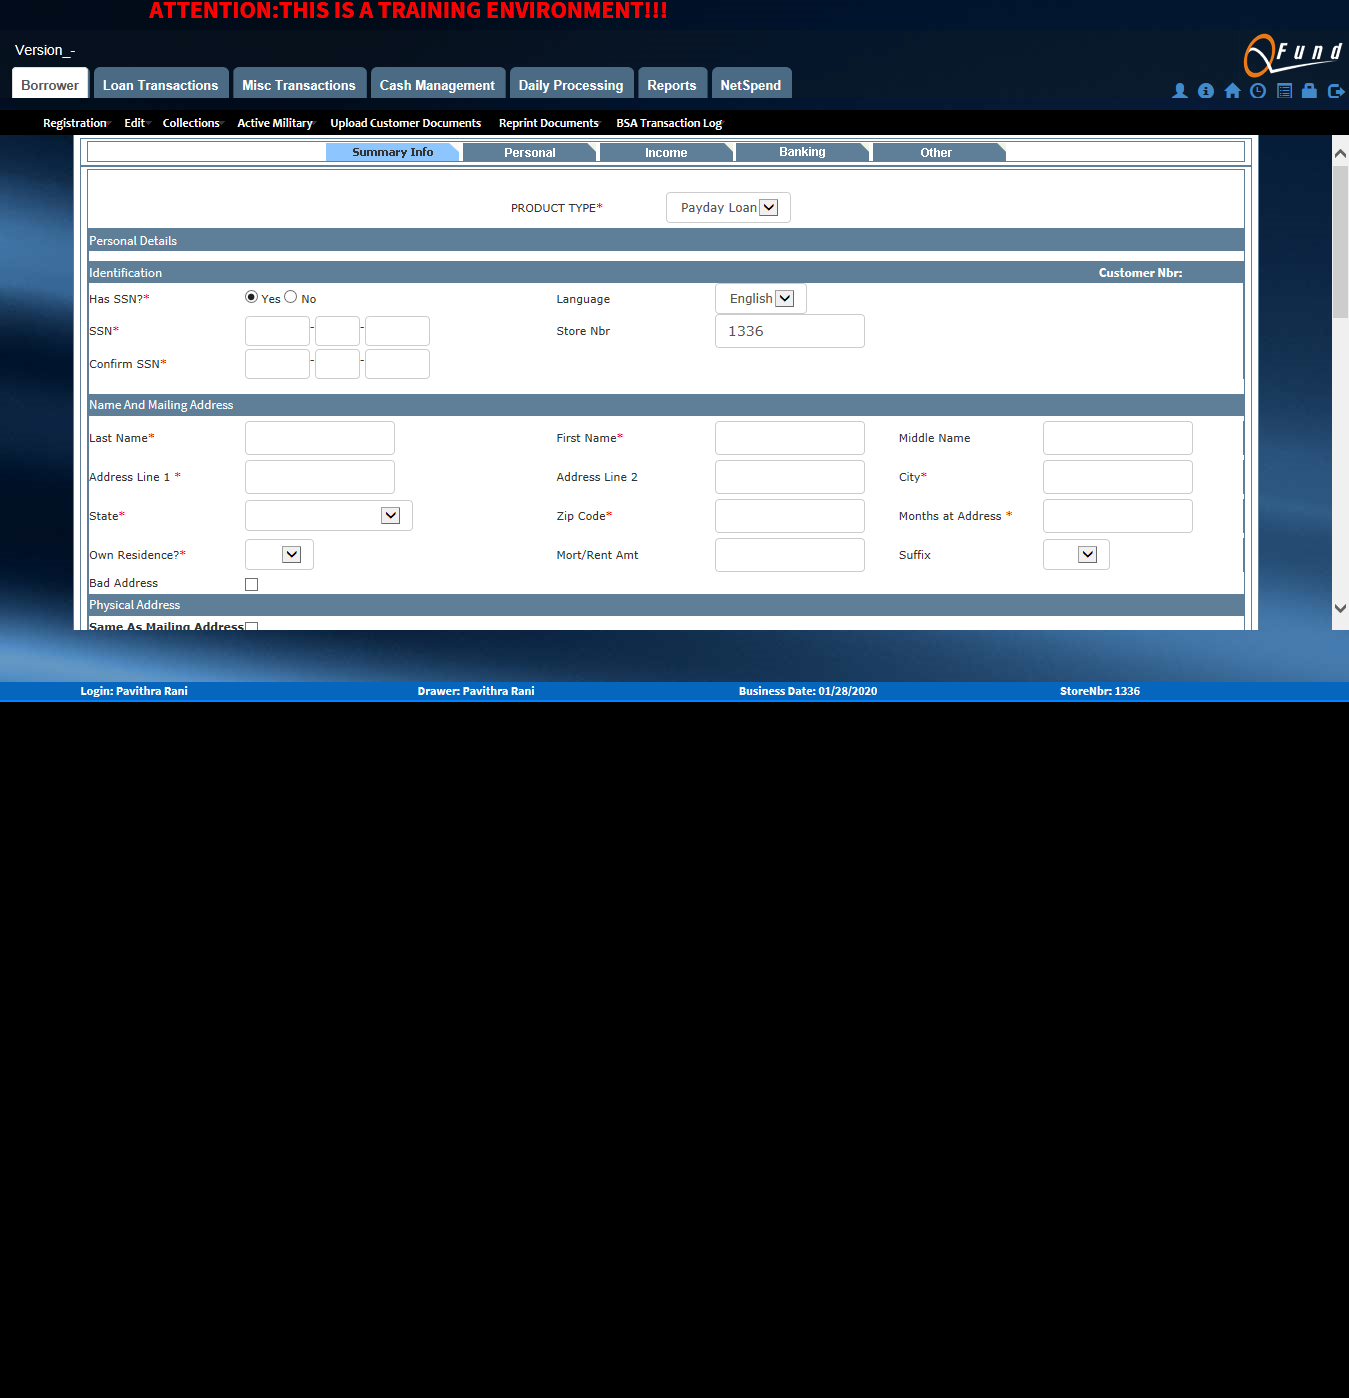 ATTENTION:THIS IS A TRAINING ENVIRONMENT!!!
Version_-
QFund
Borrower Loan Transactions Misc Transactions Cash Management Daily Processing Reports NetSpend
Registration Edit Collections Active Military Upload Customer Documents Reprint Documents BSA Transaction Log
Summary Info Personal Income Banking Other
PRODUCT TYPE* Payday Loan
Personal Details
Identification Customer Nbr:
Has SSN?* Yes No Language English
SSN* - - Store Nbr 1336
Confirm SSN* - -
Name And Mailing Address
Last Name* First Name* Middle Name
Address Line 1 * Address Line 2 City*
State* Zip Code* Months at Address *
Own Residence?* Mort/Rent Amt Suffix
Bad Address
Physical Address
Same As Mailing Address
Login: Pavithra Rani Drawer: Pavithra Rani Business Date: 01/28/2020 StoreNbr: 1336